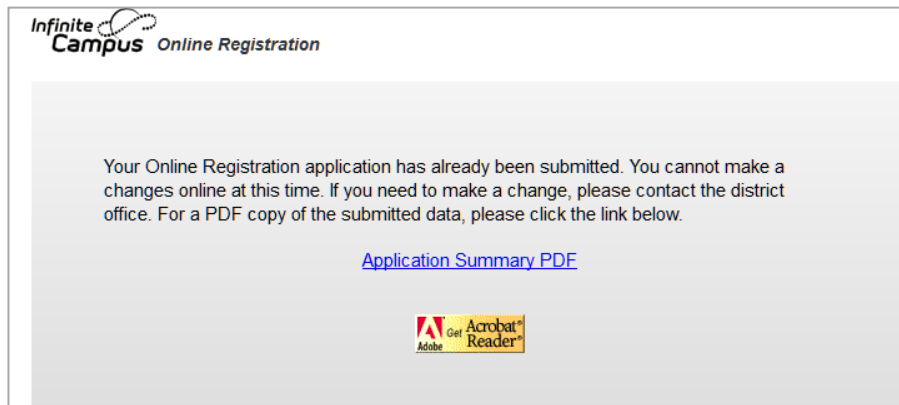 Infinite
Campus Online Registration
Your Online Registration application has already been submitted. You cannot make a
changes online at this time. If you need to make a change, please contact the district
office. For a PDF copy of the submitted data, please click the link below.
Application Summary PDF
Adobe Get Acrobat®
Reader®